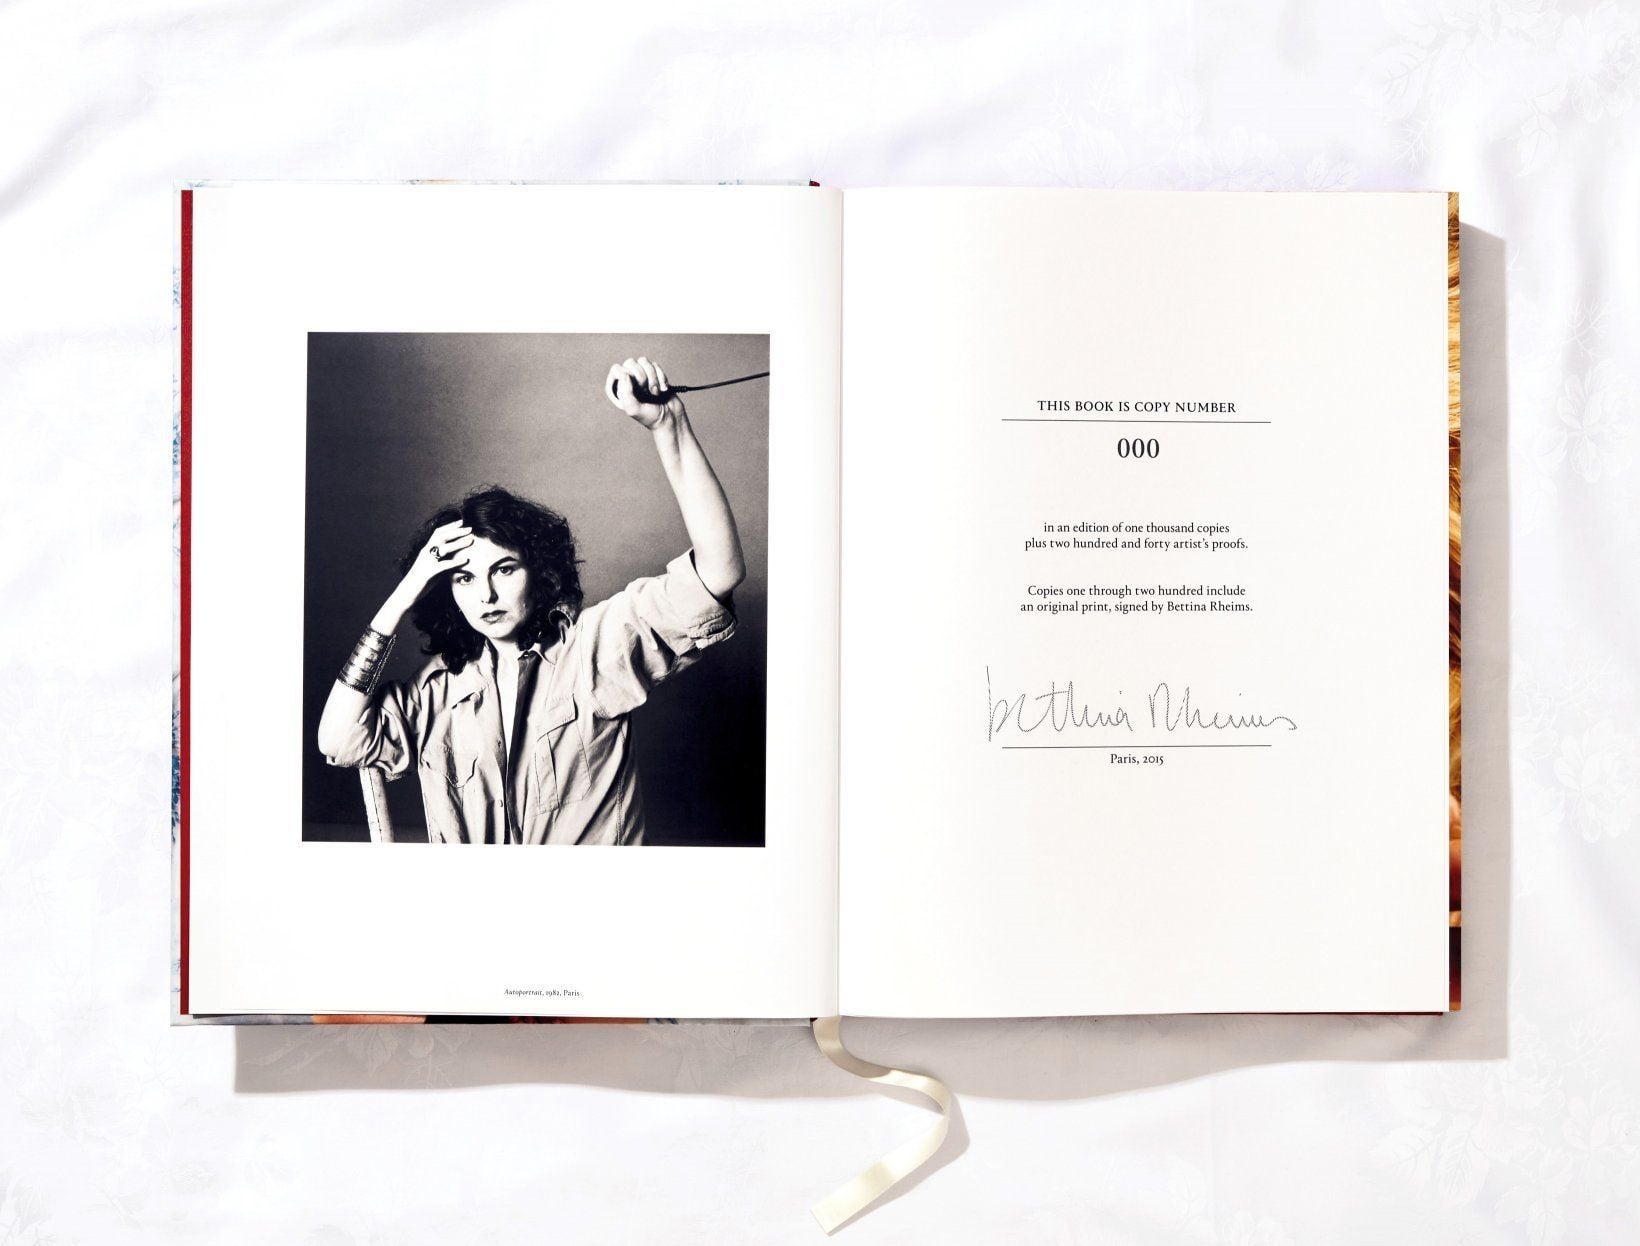 Autoportrait, 1982, Paris
THIS BOOK IS COPY NUMBER
000
in an edition of one thousand copies
plus two hundred and forty artist's proofs.
Copies one through two hundred include
an original print, signed by Bettina Rheims.
bettina Rheims
Paris, 2015